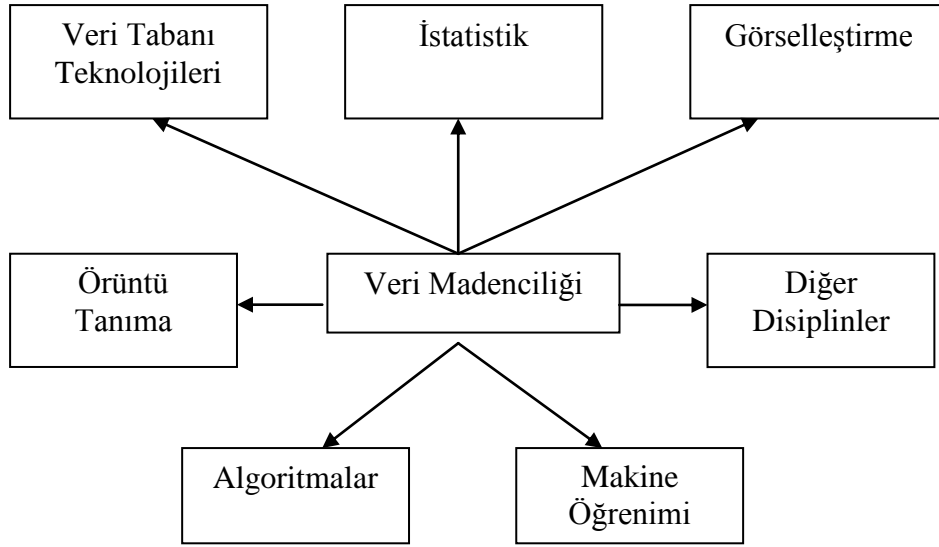 Veri Tabanı
Teknolojileri
İstatistik
Görselleştirme
Örüntü
Tanıma
Veri Madenciliği
Diğer
Disiplinler
Algoritmalar
Makine
Öğrenimi